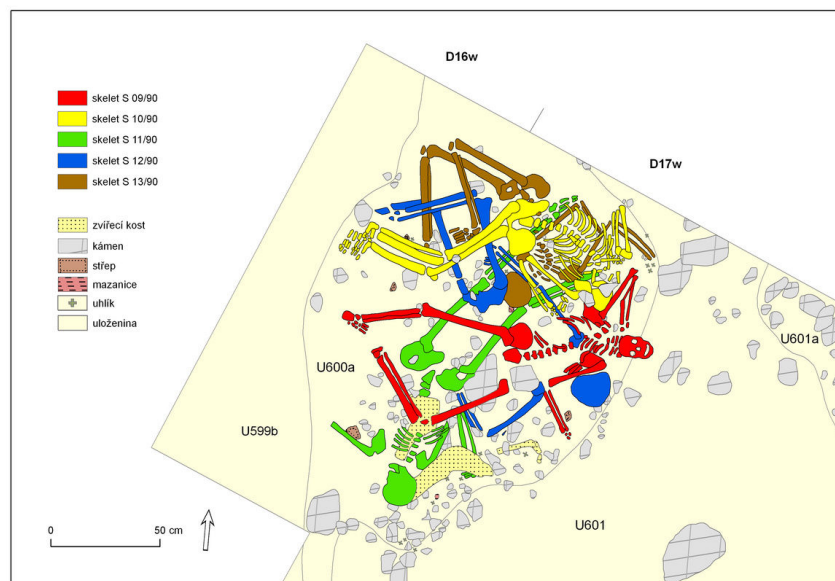 D16w
D17w
skelet S 09/90
skelet S 10/90
skelet S 11/90
skelet S 12/90
skelet S 13/90
zvířecí kost
kámen
střep
mazanice
uhlík
uloženina
U600a
U601a
U599b
U601
0 50 cm